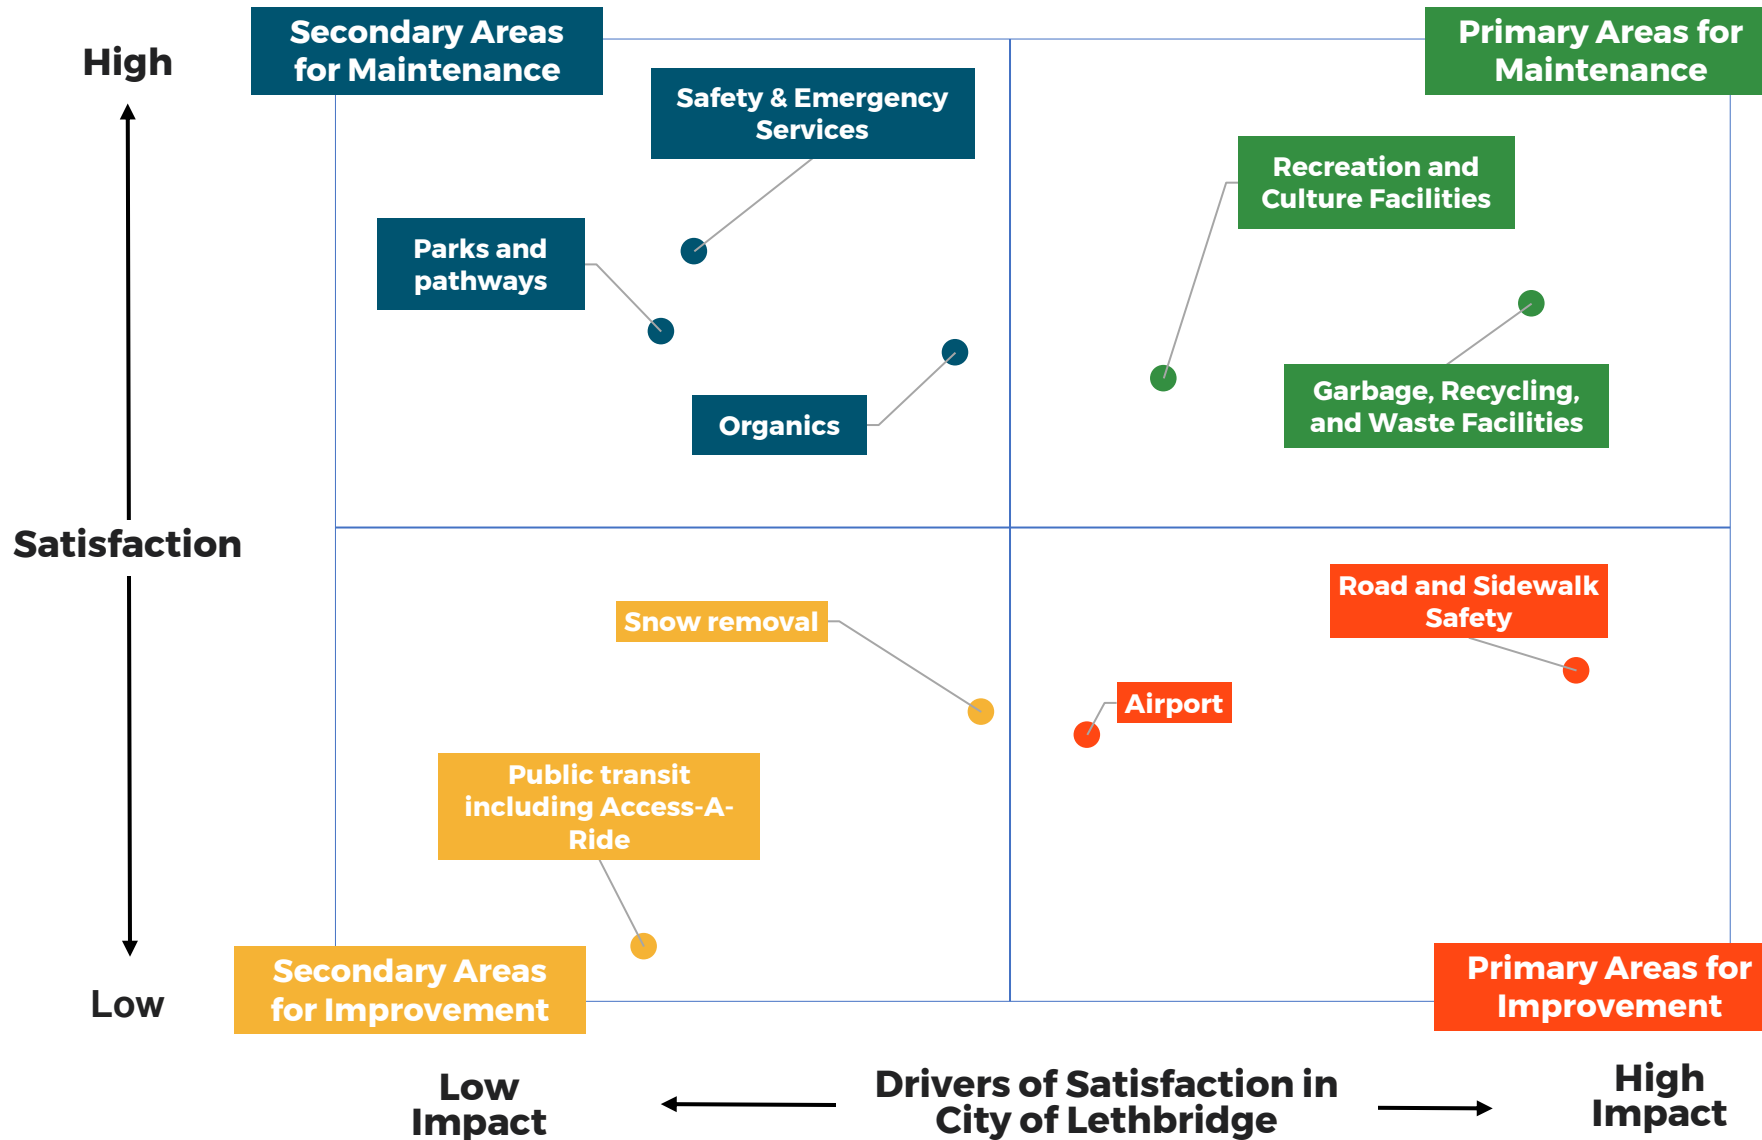 High
Secondary Areas
for Maintenance
Primary Areas for
Maintenance
Safety & Emergency
Services
Recreation and
Culture Facilities
Parks and
pathways
Garbage, Recycling,
and Waste Facilities
Organics
Satisfaction
Road and Sidewalk
Safety
Snow removal
Airport
Public transit
including Access-A-
Ride
Low
Secondary Areas
for Improvement
Primary Areas for
Improvement
Low
Impact
Drivers of Satisfaction in
City of Lethbridge
High
Impact